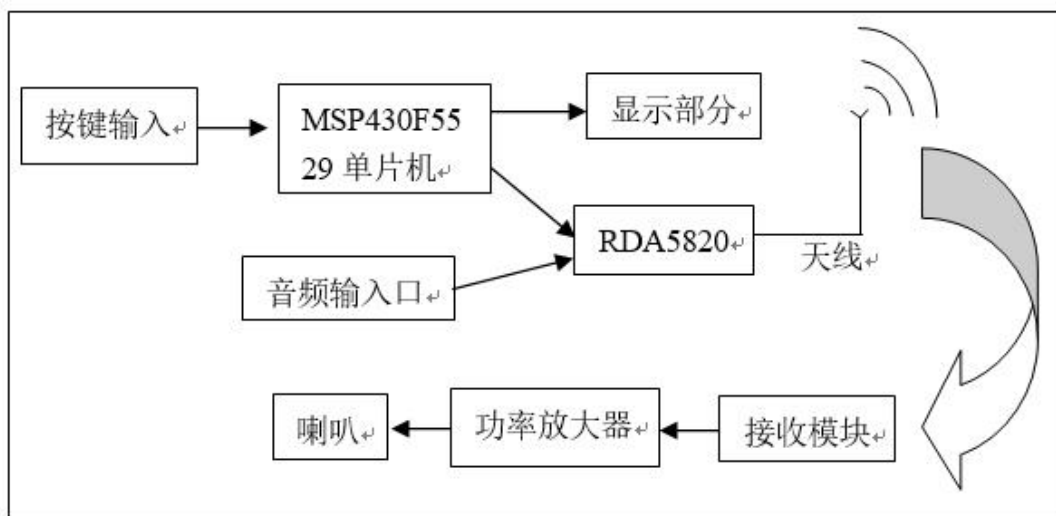 按键输入
MSP430F55
29 单片机
显示部分
RDA5820
天线
音频输入口
喇叭
功率放大器
接收模块